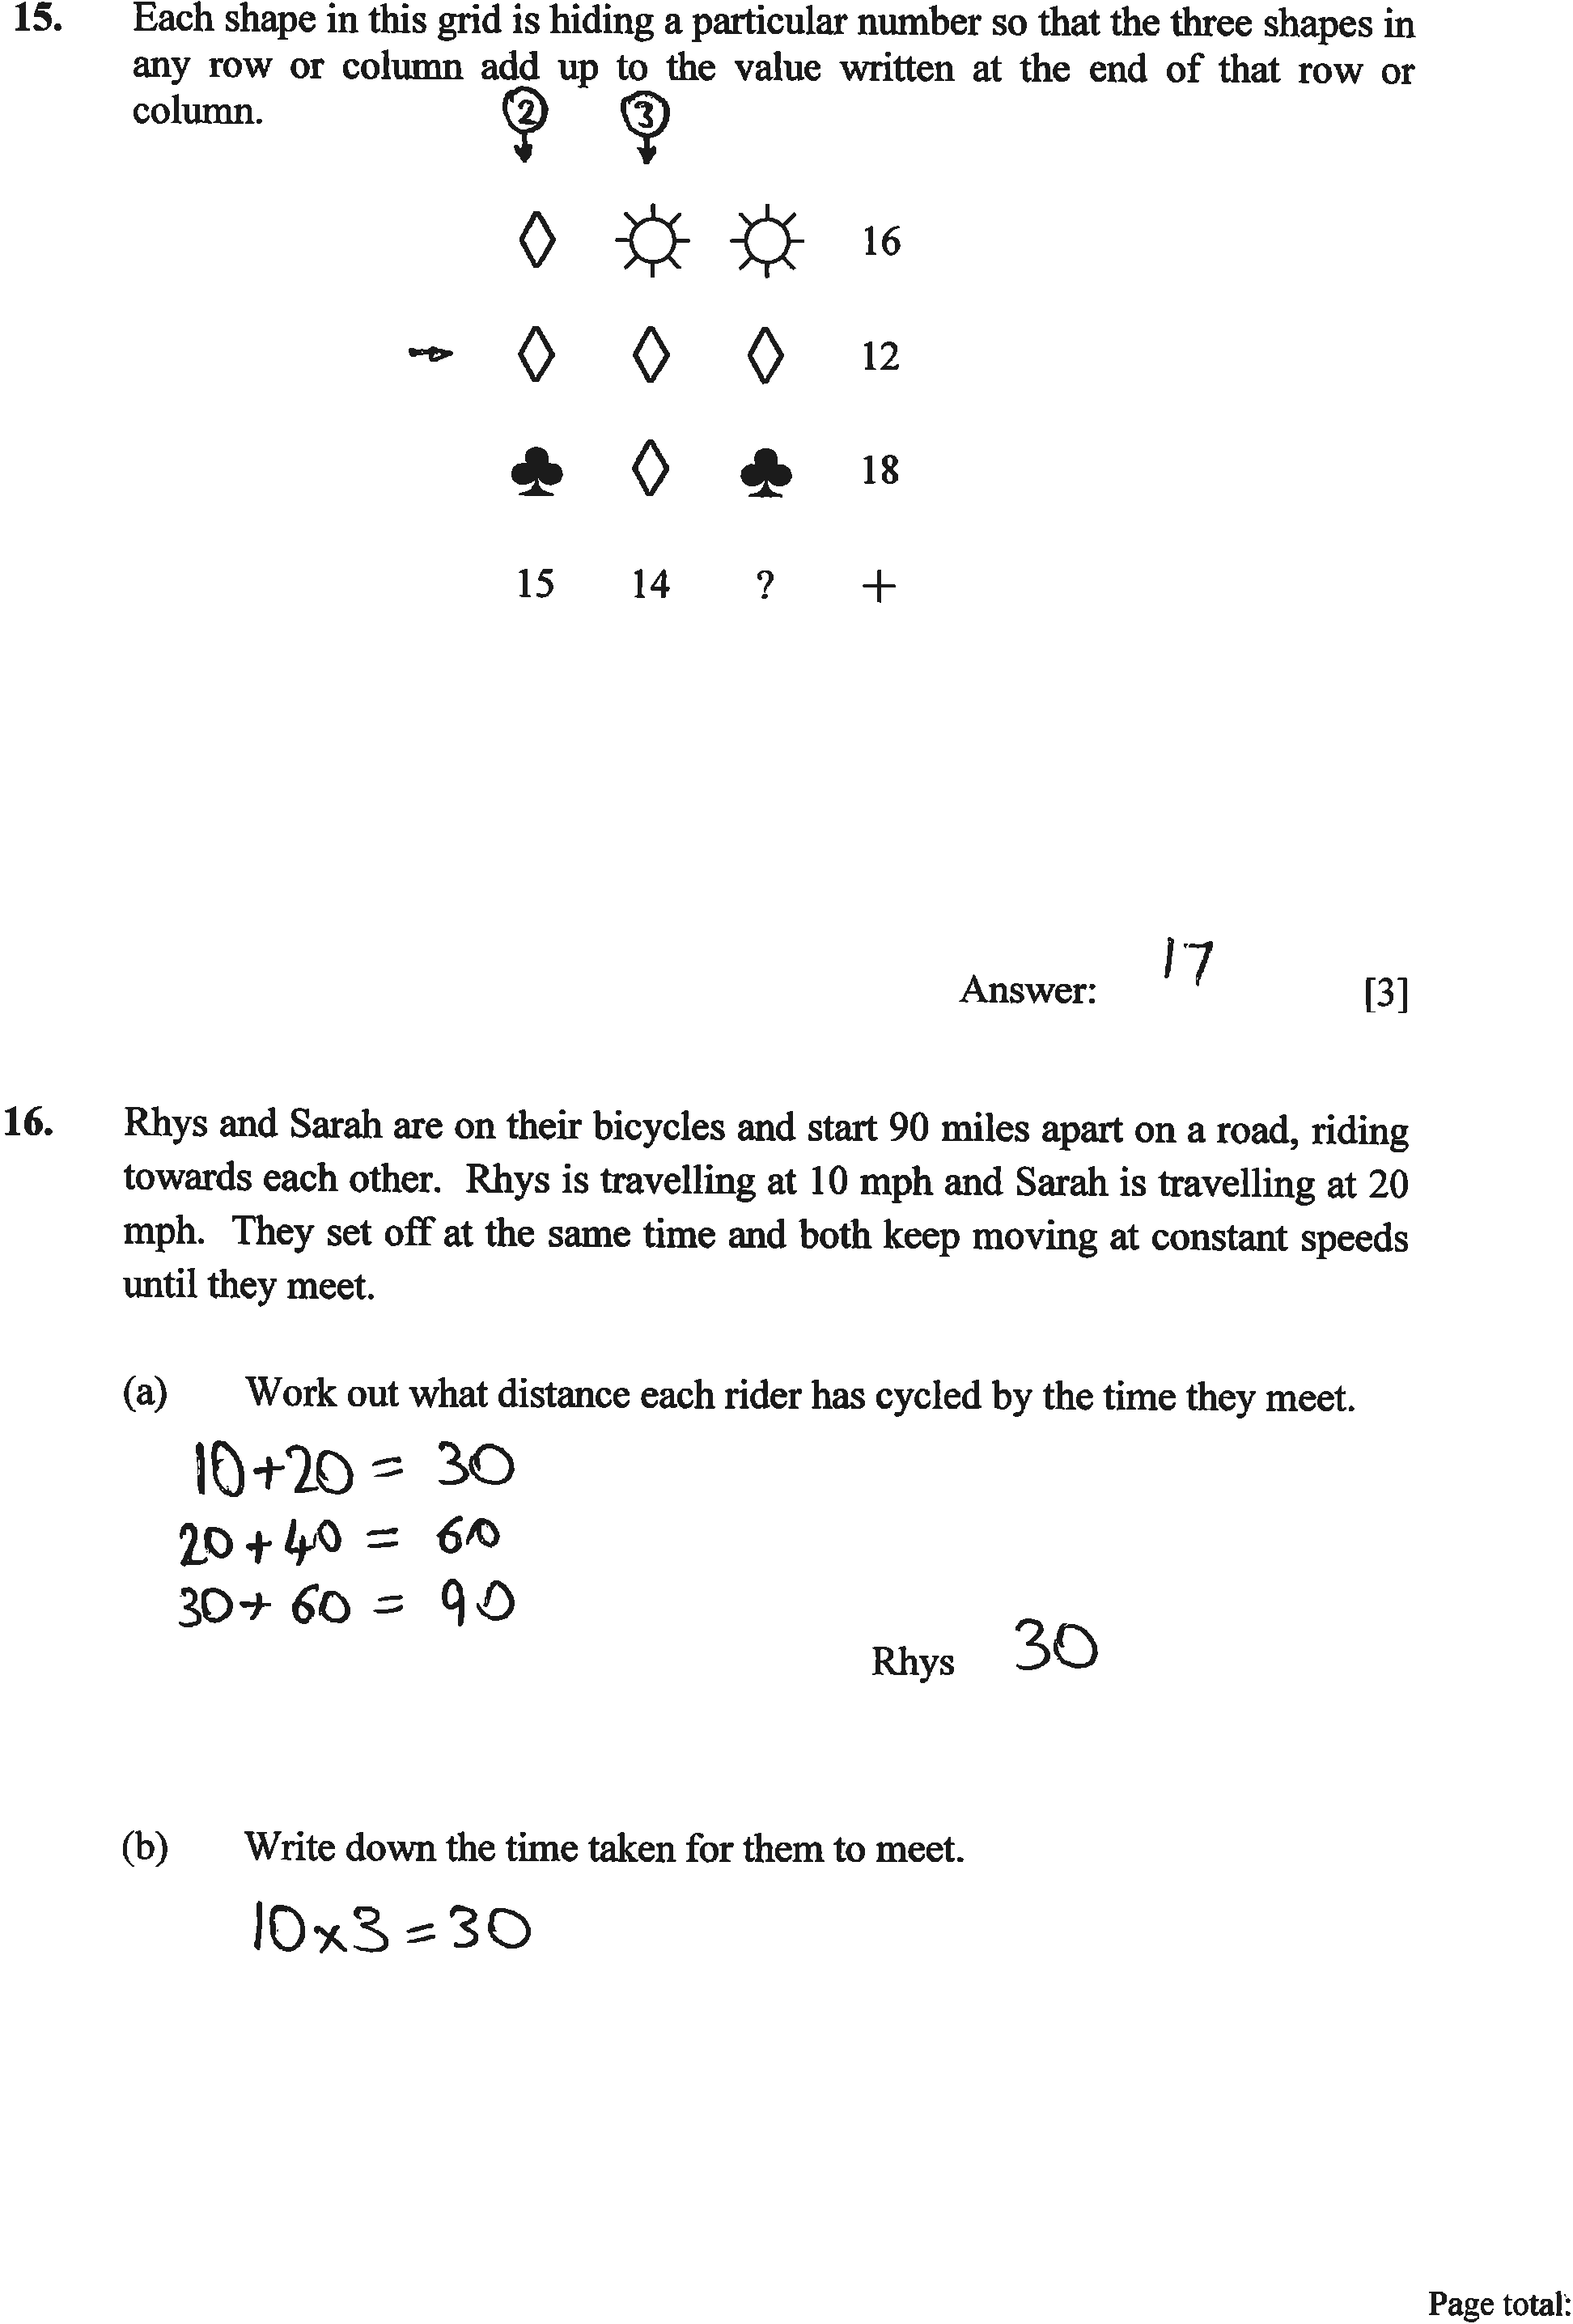 15. Each shape in this grid is hiding a particular number so that the three shapes in
any row or column add up to the value written at the end of that row or
column.
2 3
16
12
18
15 14 ? +
17
Answer: [3]
16. Rhys and Sarah are on their bicycles and start 90 miles apart on a road, riding
towards each other. Rhys is travelling at 10 mph and Sarah is travelling at 20
mph. They set off at the same time and both keep moving at constant speeds
until they meet.
(a) Work out what distance each rider has cycled by the time they meet.
10+20 = 30
20+40 = 60
30+60 = 90
Rhys 30
(b) Write down the time taken for them to meet.
10x3=30
Page total: